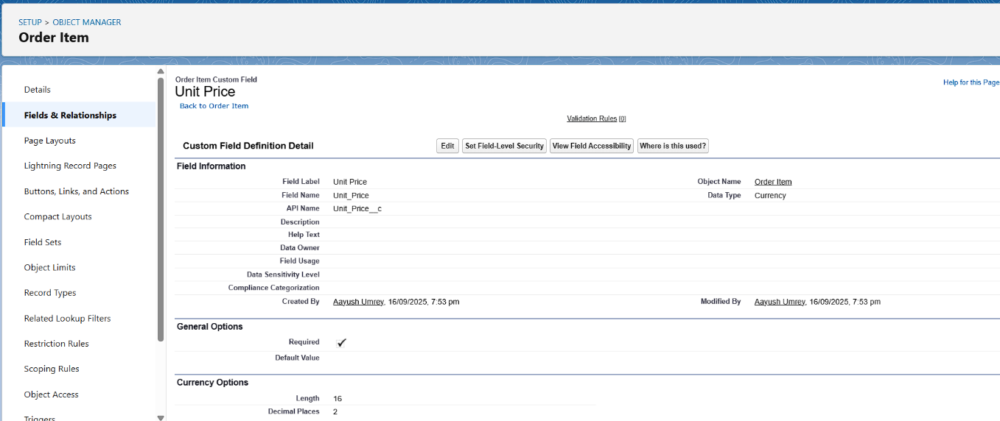 SETUP > OBJECT MANAGER
Order Item
Details
Fields & Relationships
Page Layouts
Lightning Record Pages
Buttons, Links, and Actions
Compact Layouts
Field Sets
Object Limits
Record Types
Related Lookup Filters
Restriction Rules
Scoping Rules
Object Access
Triggers
Order Item Custom Field
Unit Price
Help for this Page
Back to Order Item
Validation Rules [0]
Custom Field Definition Detail Edit Set Field-Level Security View Field Accessibility Where is this used?
Field Information
Field Label Unit Price Object Name Order Item
Field Name Unit_Price Data Type Currency
API Name Unit_Price__c
Description
Help Text
Data Owner
Field Usage
Data Sensitivity Level
Compliance Categorization
Created By Aayush Umrey, 16/09/2025, 7:53 pm Modified By Aayush Umrey, 16/09/2025, 7:53 pm
General Options
Required ✓
Default Value
Currency Options
Length 16
Decimal Places 2